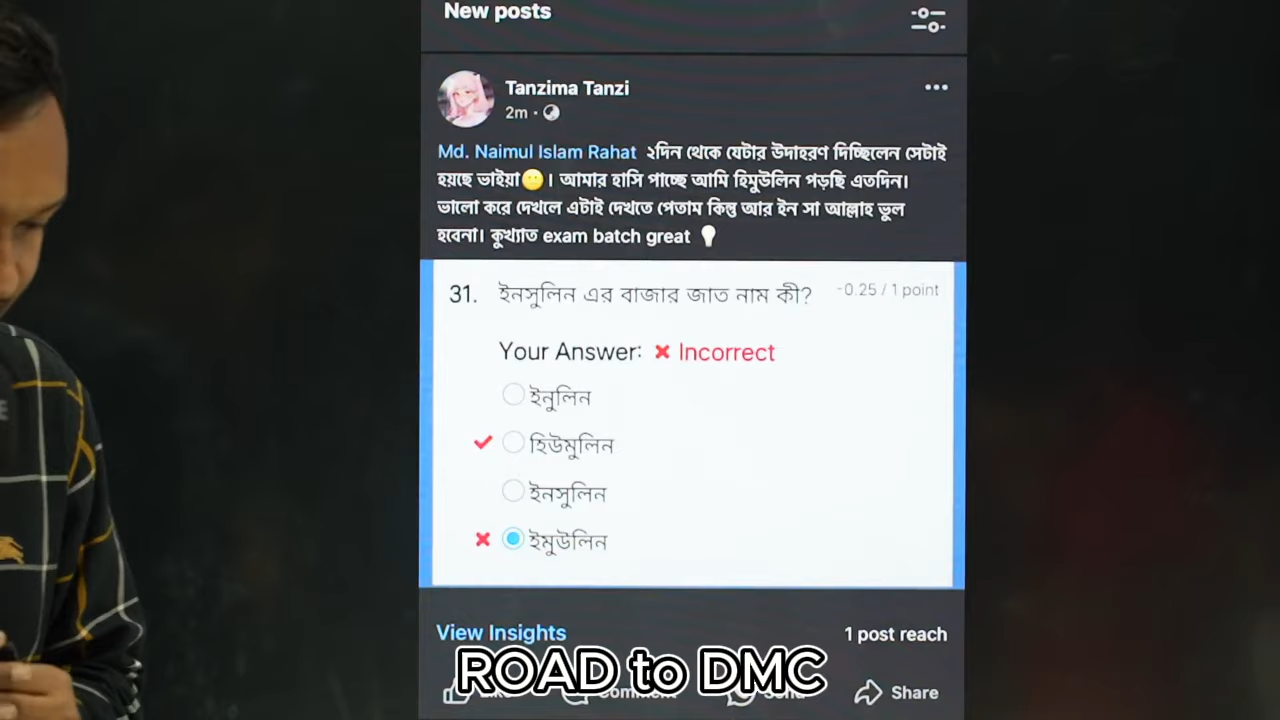 New posts
Tanzima Tanzi
2m
Md. Naimul Islam Rahat ২দিন থেকে যেটার উদাহরণ দিচ্ছিলেন সেটাই
হয়ছে ভাইয়া😶। আমার হাসি পাচ্ছে আমি হিমুউলিন পড়ছি এতদিন।
ভালো করে দেখলে এটাই দেখতে পেতাম কিন্তু আর ইন সা আল্লাহ ভুল
হবেনা। কুখ্যাত exam batch great 💡
31. ইনসুলিন এর বাজার জাত নাম কী? -0.25 / 1 point
Your Answer: ✖ Incorrect
ইনুলিন
✔ হিউমুলিন
ইনসুলিন
✖ ইমুউলিন
View Insights 1 post reach
ROAD to DMC
Share